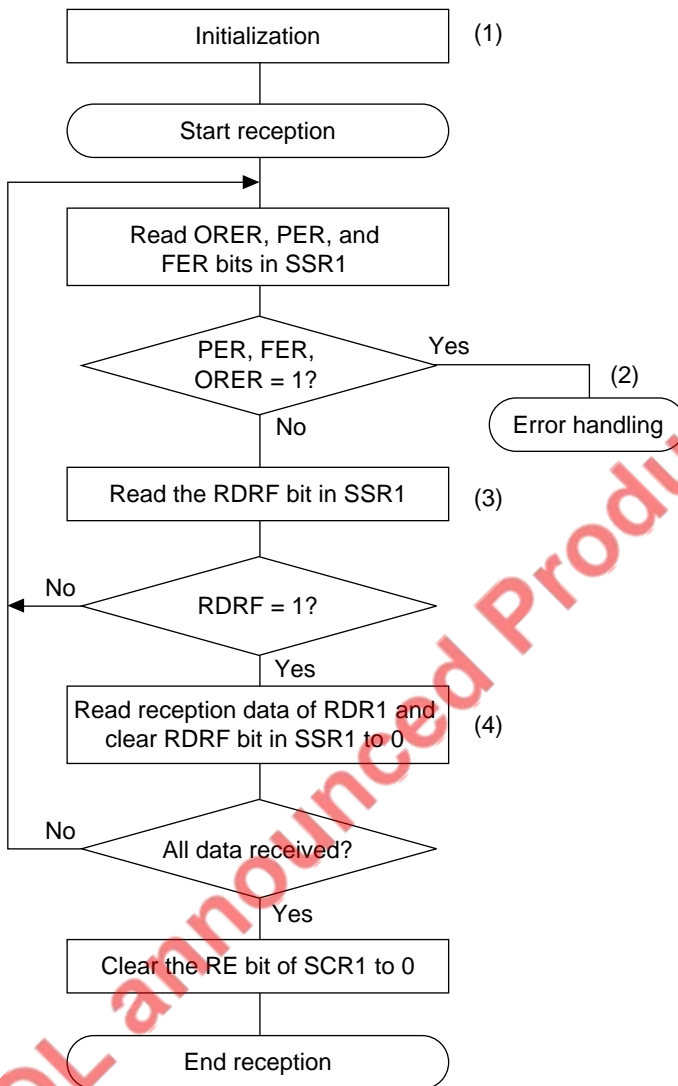 Initialization
(1)
Start reception
Read ORER, PER, and
FER bits in SSR1
PER, FER,
ORER = 1?
Yes
(2)
Error handling
No
Read the RDRF bit in SSR1
(3)
RDRF = 1?
No
Yes
Read reception data of RDR1 and
clear RDRF bit in SSR1 to 0
(4)
All data received?
No
Yes
Clear the RE bit of SCR1 to 0
End reception
OL announced Produ